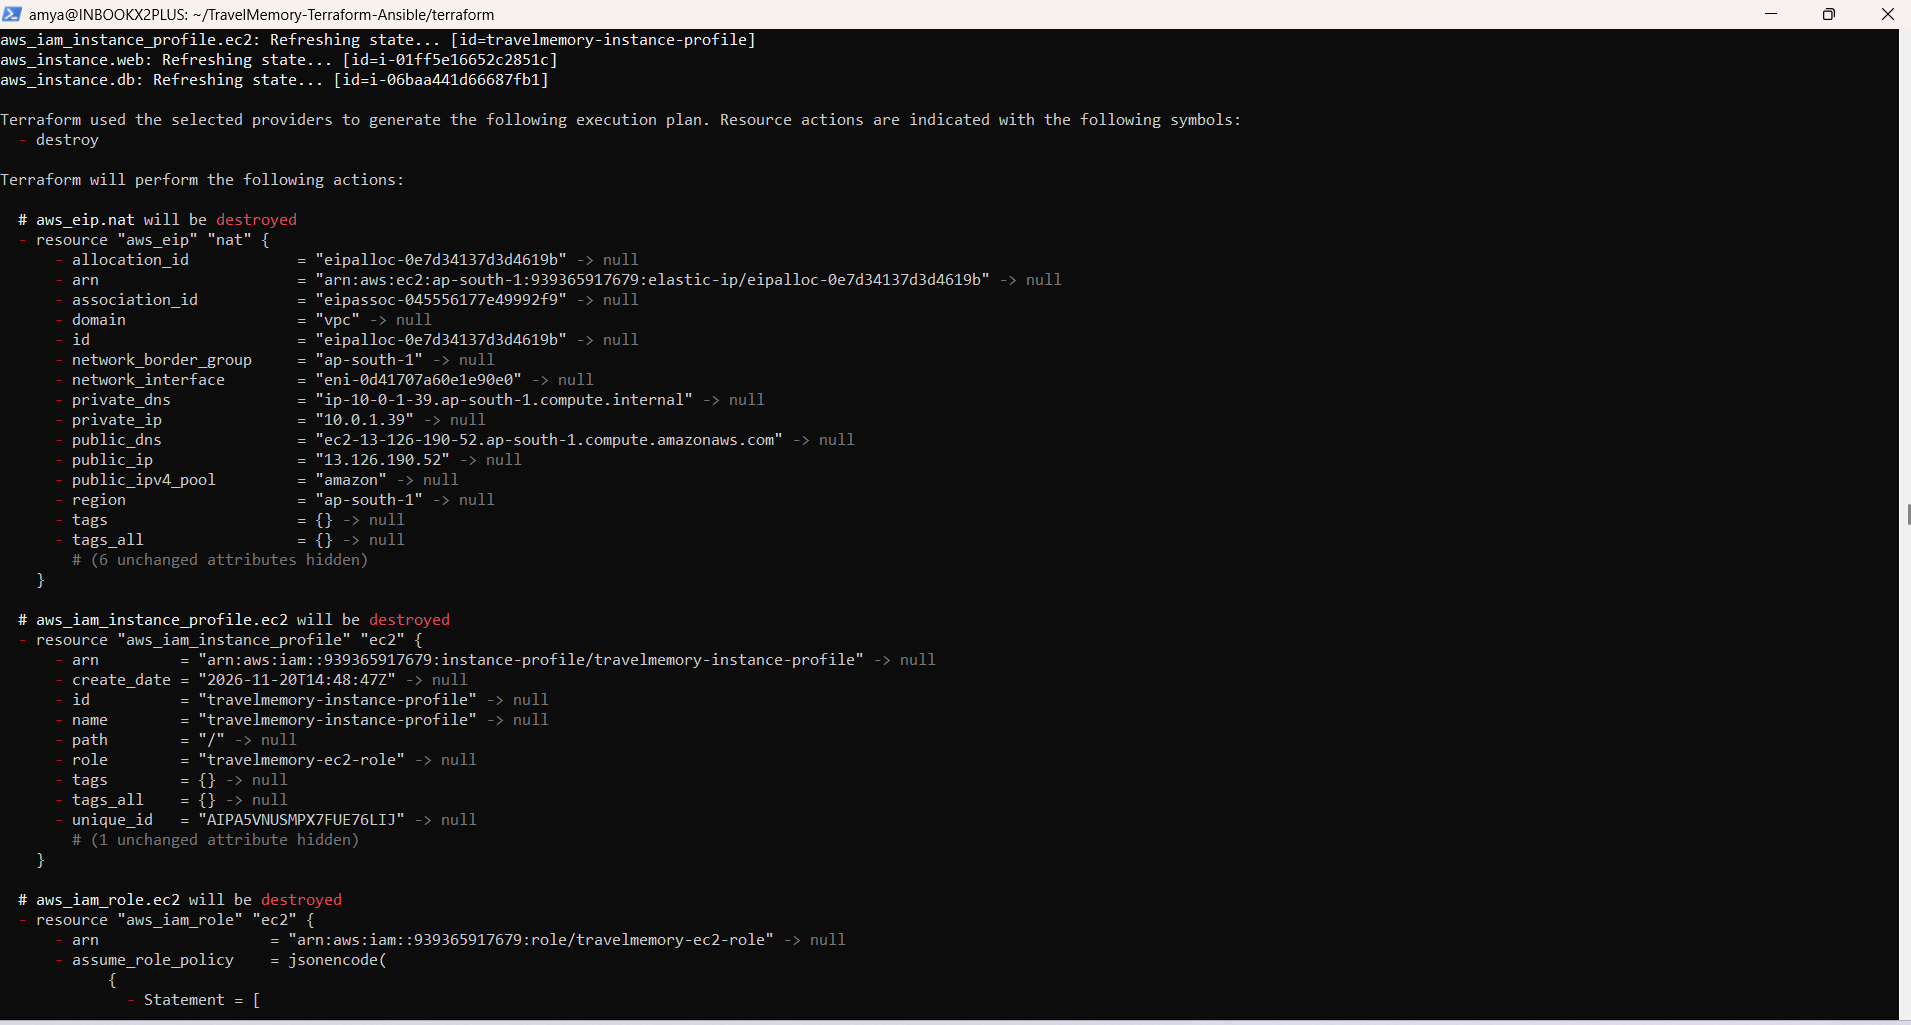 amya@INBOOKX2PLUS: ~/TravelMemory-Terraform-Ansible/terraform
aws_iam_instance_profile.ec2: Refreshing state... [id=travelmemory-instance-profile]
aws_instance.web: Refreshing state... [id=i-01ff5e16652c2851c]
aws_instance.db: Refreshing state... [id=i-06baa441d66687fb1]
Terraform used the selected providers to generate the following execution plan. Resource actions are indicated with the following symbols:
  - destroy
Terraform will perform the following actions:
  # aws_eip.nat will be destroyed
  - resource "aws_eip" "nat" {
      - allocation_id            = "eipalloc-0e7d34137d3d4619b" -> null
      - arn                      = "arn:aws:ec2:ap-south-1:939365917679:elastic-ip/eipalloc-0e7d34137d3d4619b" -> null
      - association_id           = "eipassoc-045556177e49992f9" -> null
      - domain                   = "vpc" -> null
      - id                       = "eipalloc-0e7d34137d3d4619b" -> null
      - network_border_group     = "ap-south-1" -> null
      - network_interface        = "eni-0d41707a60e1e90e0" -> null
      - private_dns              = "ip-10-0-1-39.ap-south-1.compute.internal" -> null
      - private_ip               = "10.0.1.39" -> null
      - public_dns               = "ec2-13-126-190-52.ap-south-1.compute.amazonaws.com" -> null
      - public_ip                = "13.126.190.52" -> null
      - public_ipv4_pool         = "amazon" -> null
      - region                   = "ap-south-1" -> null
      - tags                     = {} -> null
      - tags_all                 = {} -> null
        # (6 unchanged attributes hidden)
    }
  # aws_iam_instance_profile.ec2 will be destroyed
  - resource "aws_iam_instance_profile" "ec2" {
      - arn         = "arn:aws:iam::939365917679:instance-profile/travelmemory-instance-profile" -> null
      - create_date = "2026-11-20T14:48:47Z" -> null
      - id          = "travelmemory-instance-profile" -> null
      - name        = "travelmemory-instance-profile" -> null
      - path        = "/" -> null
      - role        = "travelmemory-ec2-role" -> null
      - tags        = {} -> null
      - tags_all    = {} -> null
      - unique_id   = "AIPA5VNUSMPX7FUE76LIJ" -> null
        # (1 unchanged attribute hidden)
    }
  # aws_iam_role.ec2 will be destroyed
  - resource "aws_iam_role" "ec2" {
      - arn                   = "arn:aws:iam::939365917679:role/travelmemory-ec2-role" -> null
      - assume_role_policy    = jsonencode(
            {
              - Statement = [